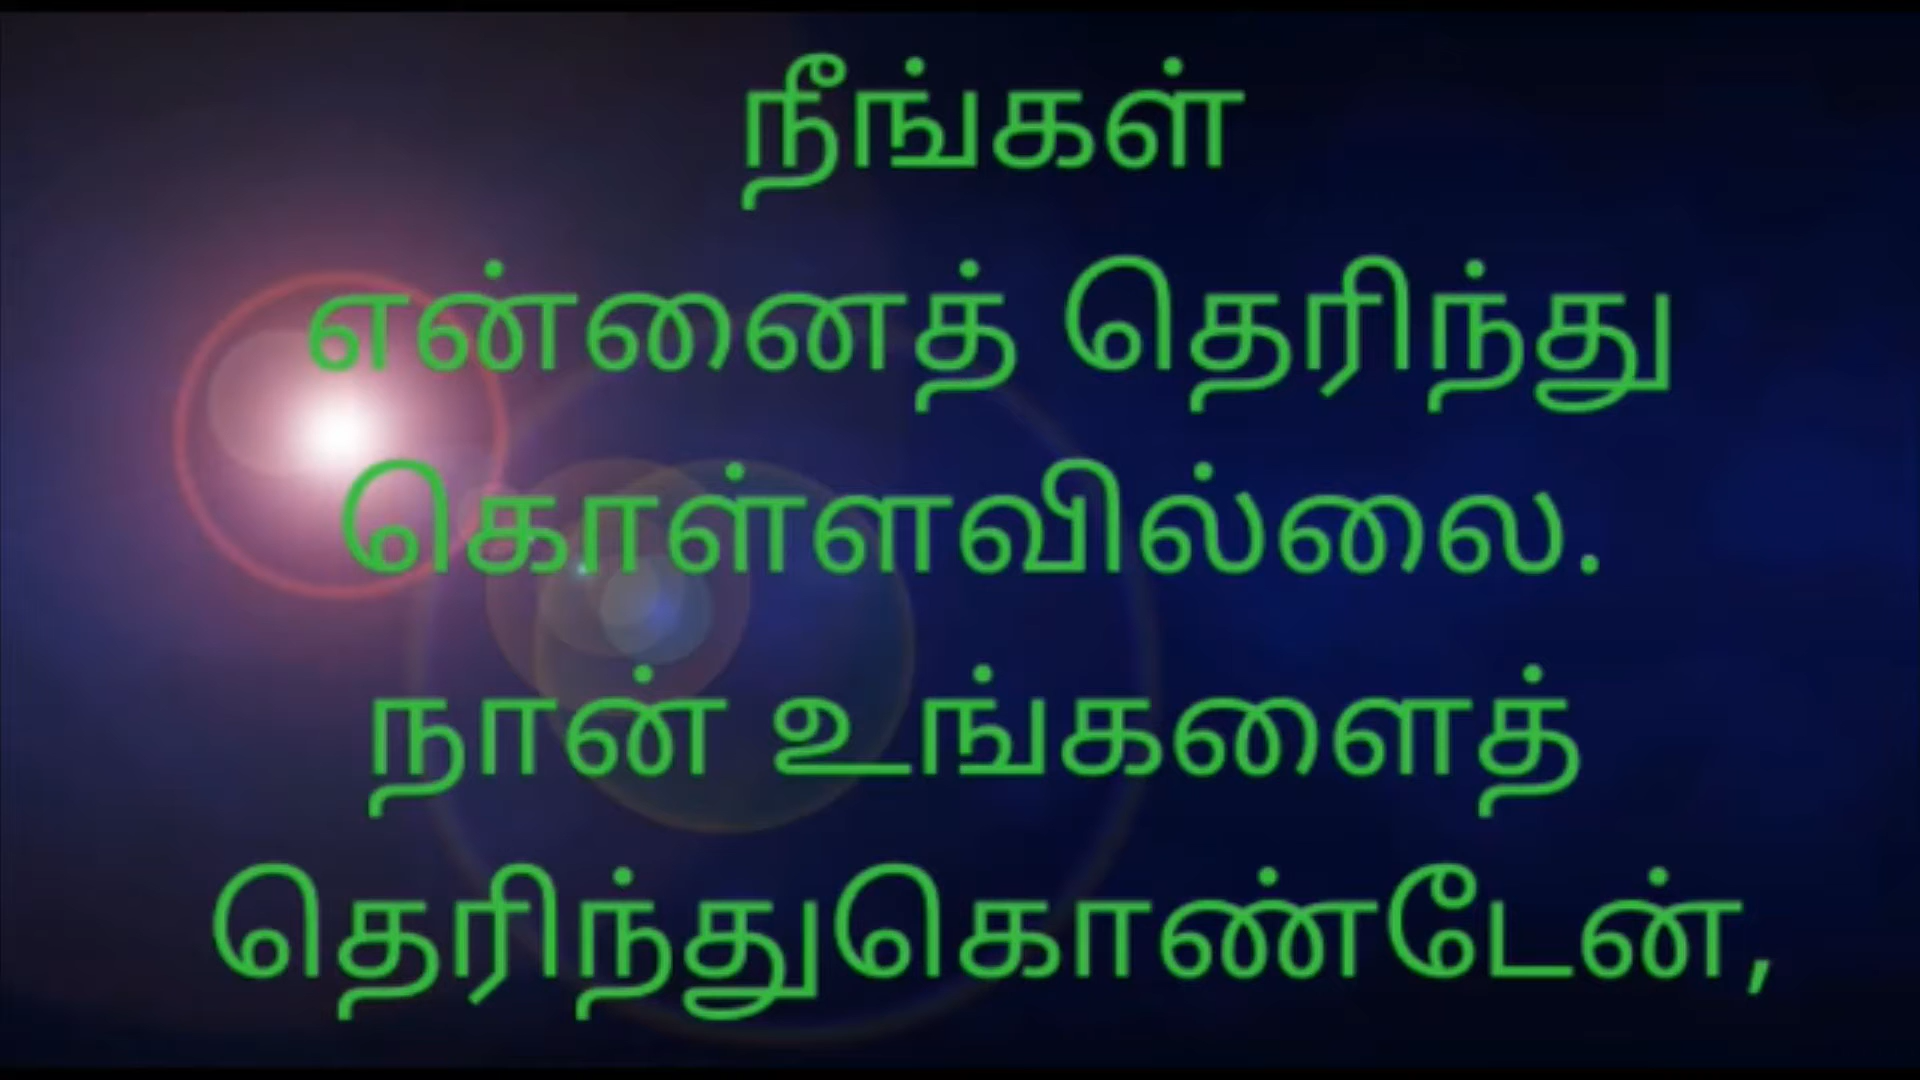 நீங்கள்
என்னைத் தெரிந்து
கொள்ளவில்லை.
நான் உங்களைத்
தெரிந்துகொண்டேன்,